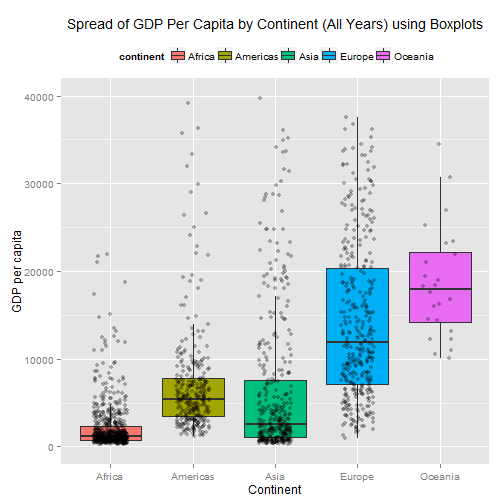 Spread of GDP Per Capita by Continent (All Years) using Boxplots
continent Africa Americas Asia Europe Oceania
GDP per capita
40000
30000
20000
10000
0
Africa Americas Asia Europe Oceania
Continent